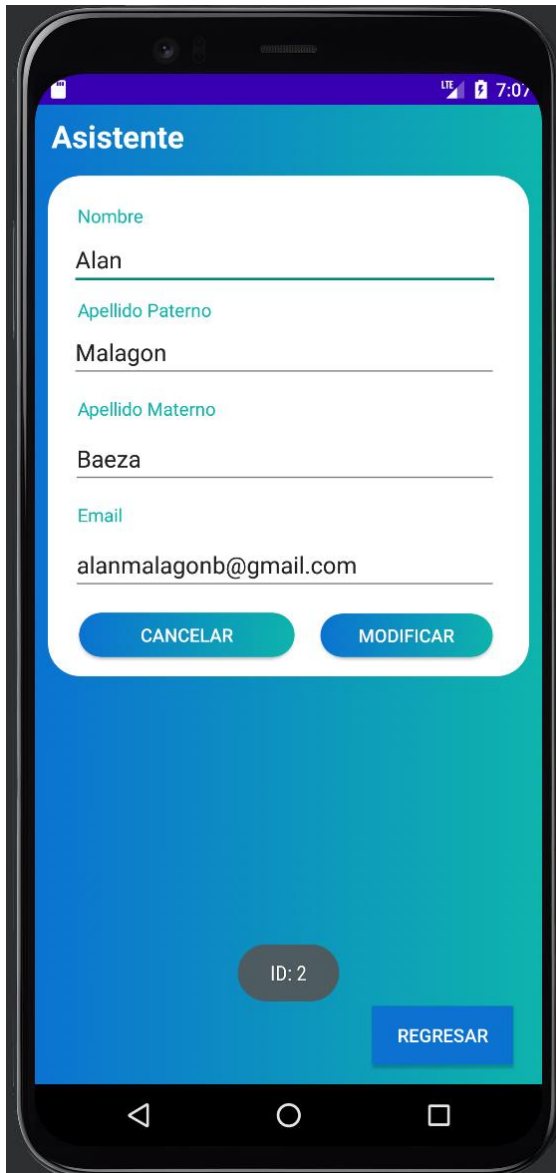 LTE 7:07
Asistente
Nombre
Alan
Apellido Paterno
Malagon
Apellido Materno
Baeza
Email
alanmalagonb@gmail.com
CANCELAR MODIFICAR
ID: 2
REGRESAR